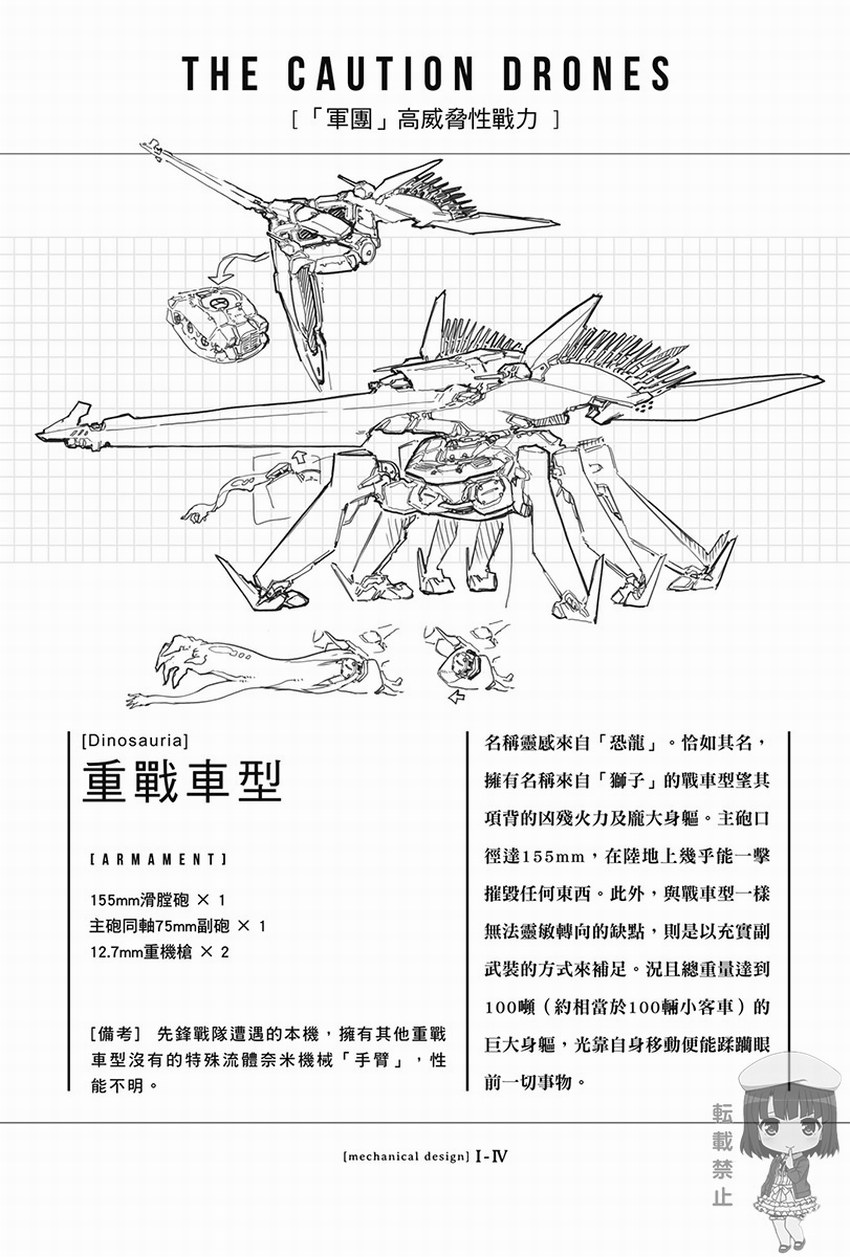 THE CAUTION DRONES
[「軍團」高威脅性戰力 ]
[Dinosauria]
重戰車型
[ARMAMENT]
155mm滑膛砲 × 1
主砲同軸75mm副砲 × 1
12.7mm重機槍 × 2
[備考] 先鋒戰隊遭遇的本機，擁有其他重戰
車型沒有的特殊流體奈米機械「手臂」，性
能不明。
名稱靈感來自「恐龍」。恰如其名，
擁有名稱來自「獅子」的戰車型望其
項背的凶殘火力及龐大身軀。主砲口
徑達155mm，在陸地上幾乎能一擊
摧毀任何東西。此外，與戰車型一樣
無法靈敏轉向的缺點，則是以充實副
武裝的方式來補足。況且總重量達到
100噸（約相當於100輛小客車）的
巨大身軀，光靠自身移動便能蹂躪眼
前一切事物。
[mechanical design] I-IV
転載禁止